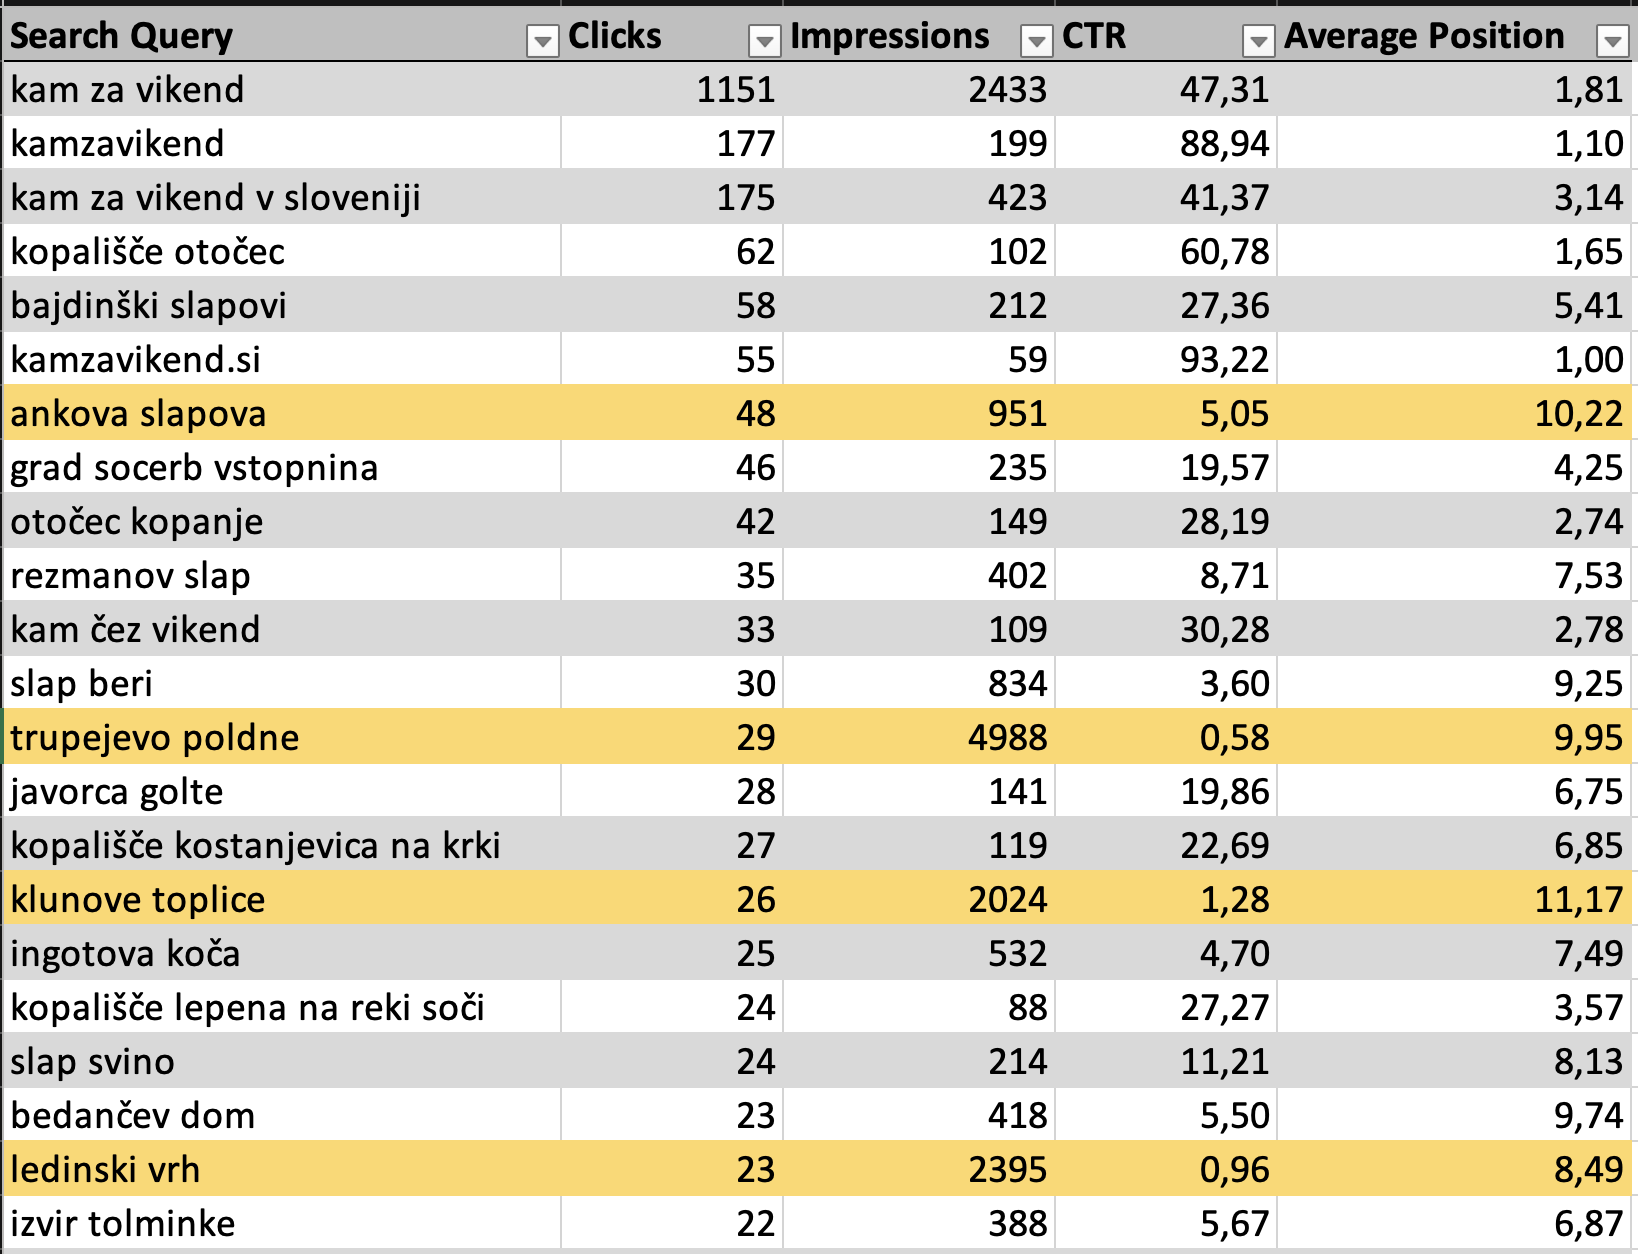 Search Query Clicks Impressions CTR Average Position
kam za vikend 1151 2433 47,31 1,81
kamzavikend 177 199 88,94 1,10
kam za vikend v sloveniji 175 423 41,37 3,14
kopališče otočec 62 102 60,78 1,65
bajdinški slapovi 58 212 27,36 5,41
kamzavikend.si 55 59 93,22 1,00
ankova slapova 48 951 5,05 10,22
grad socerb vstopnina 46 235 19,57 4,25
otočec kopanje 42 149 28,19 2,74
rezmanov slap 35 402 8,71 7,53
kam čez vikend 33 109 30,28 2,78
slap beri 30 834 3,60 9,25
trupejevo poldne 29 4988 0,58 9,95
javorca golte 28 141 19,86 6,75
kopališče kostanjevica na krki 27 119 22,69 6,85
klunove toplice 26 2024 1,28 11,17
ingotova koča 25 532 4,70 7,49
kopališče lepena na reki soči 24 88 27,27 3,57
slap svino 24 214 11,21 8,13
bedančev dom 23 418 5,50 9,74
ledinski vrh 23 2395 0,96 8,49
izvir tolminke 22 388 5,67 6,87